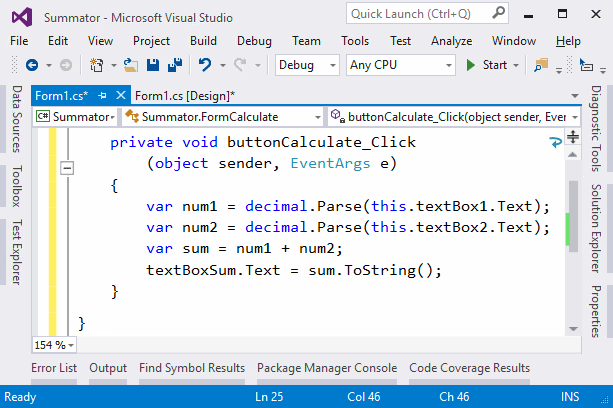 Summator - Microsoft Visual Studio
Quick Launch (Ctrl+Q)
File Edit View Project Build Debug Team Tools Test Analyze Window Help
Debug Any CPU Start
Form1.cs* Form1.cs [Design]*
C# Summator Summator.FormCalculate buttonCalculate_Click(object sender, Even
private void buttonCalculate_Click
(object sender, EventArgs e)
{
var num1 = decimal.Parse(this.textBox1.Text);
var num2 = decimal.Parse(this.textBox2.Text);
var sum = num1 + num2;
textBoxSum.Text = sum.ToString();
}
}
154 %
Data Sources
Toolbox
Test Explorer
Diagnostic Tools
Solution Explorer
Properties
Error List Output Find Symbol Results Package Manager Console Code Coverage Results
Ready Ln 25 Col 46 Ch 46 INS